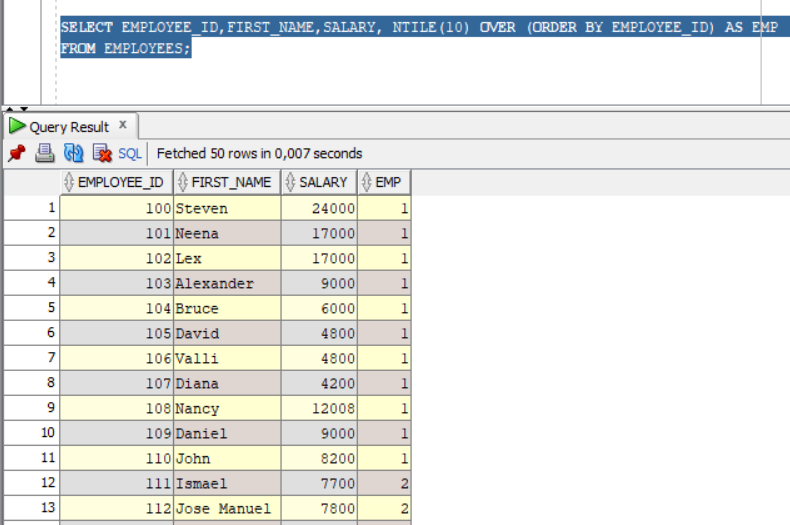 SELECT EMPLOYEE_ID,FIRST_NAME,SALARY, NTILE(10) OVER (ORDER BY EMPLOYEE_ID) AS EMP
FROM EMPLOYEES;
Query Result x
SQL Fetched 50 rows in 0,007 seconds
EMPLOYEE_ID FIRST_NAME SALARY EMP
1 100 Steven 24000 1
2 101 Neena 17000 1
3 102 Lex 17000 1
4 103 Alexander 9000 1
5 104 Bruce 6000 1
6 105 David 4800 1
7 106 Valli 4800 1
8 107 Diana 4200 1
9 108 Nancy 12008 1
10 109 Daniel 9000 1
11 110 John 8200 1
12 111 Ismael 7700 2
13 112 Jose Manuel 7800 2